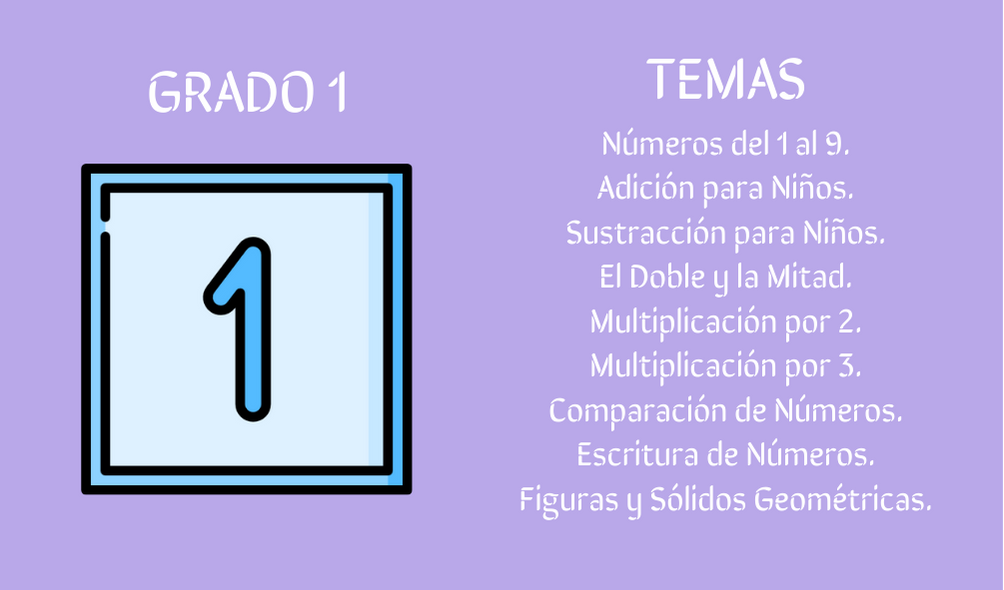 GRADO 1
1
TEMAS
Números del 1 al 9.
Adición para Niños.
Sustracción para Niños.
El Doble y la Mitad.
Multiplicación por 2.
Multiplicación por 3.
Comparación de Números.
Escritura de Números.
Figuras y Sólidos Geométricas.